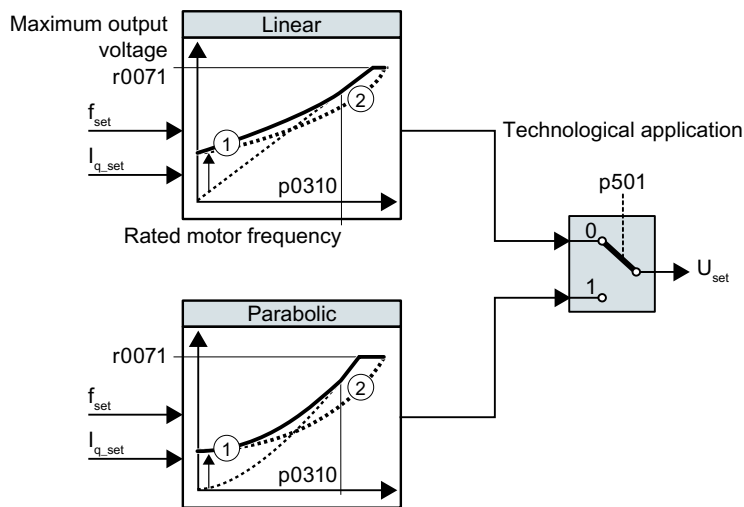 Linear
Maximum output
voltage
r0071
2
f_set
1
I_q_set
p0310
Rated motor frequency
Technological application
p501
0
1
U_set
Parabolic
r0071
2
f_set
1
I_q_set
p0310